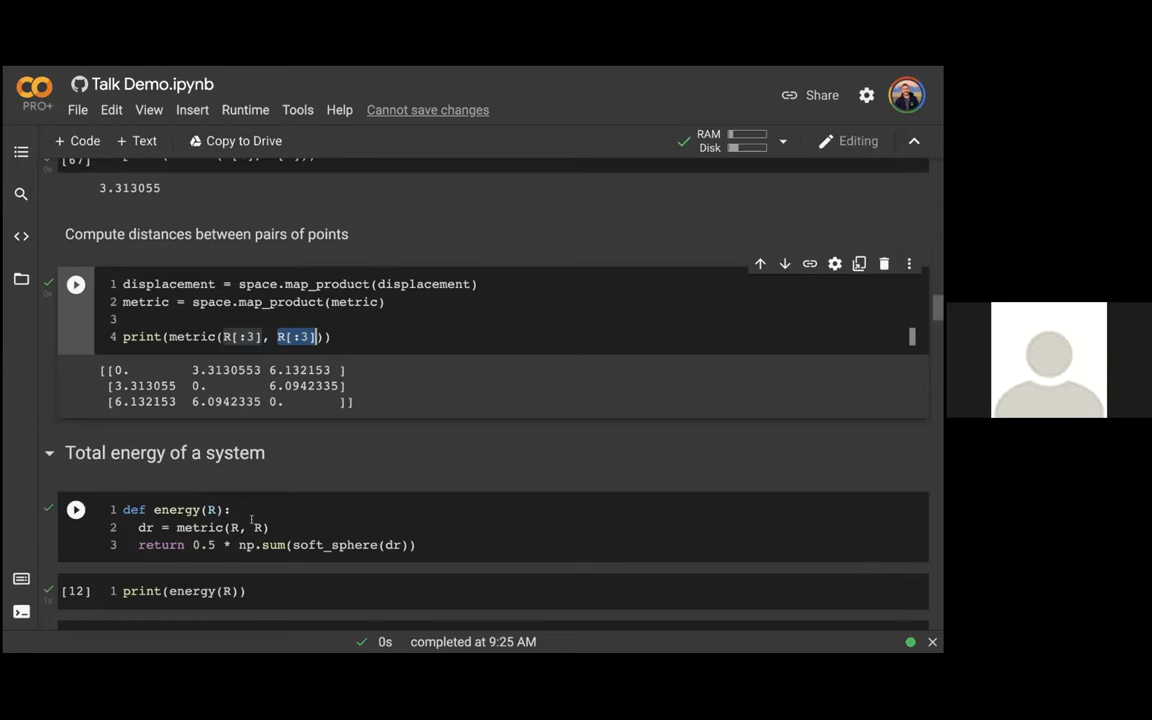 Talk Demo.ipynb
PRO+
File Edit View Insert Runtime Tools Help Cannot save changes
Share
+ Code + Text Copy to Drive
RAM
Disk
Editing
[67]
0s
3.313055
Compute distances between pairs of points
0s
1 displacement = space.map_product(displacement)
2 metric = space.map_product(metric)
3
4 print(metric(R[:3], R[:3]))
[[0. 3.3130553 6.132153 ]
[3.313055 0. 6.0942335]
[6.132153 6.0942335 0. ]]
Total energy of a system
1 def energy(R):
2 dr = metric(R, R)
3 return 0.5 * np.sum(soft_sphere(dr))
[12] 1 print(energy(R))
1s
0s completed at 9:25 AM